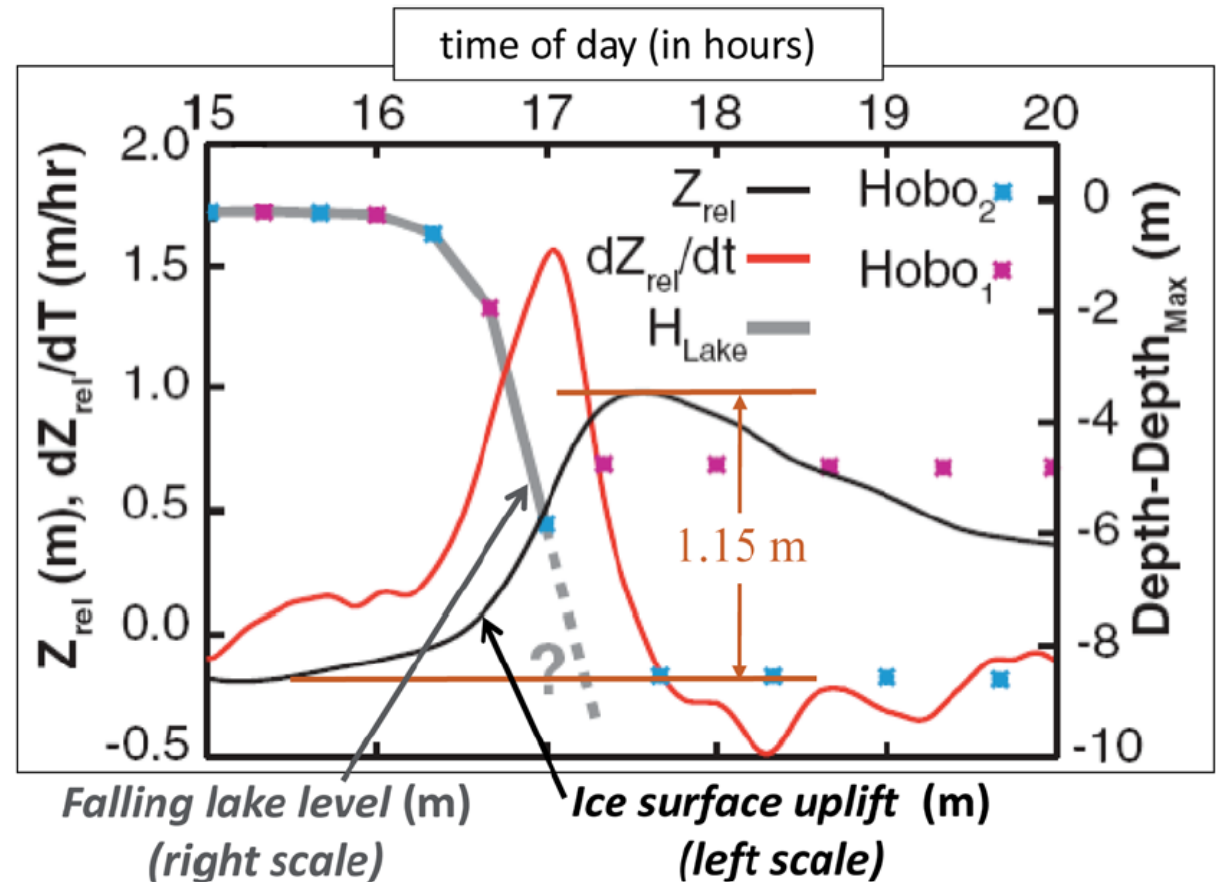 time of day (in hours)
15 16 17 18 19 20
Z_rel (m), dZ_rel/dT (m/hr)
2.0
1.5
1.0
0.5
0.0
-0.5
Z_rel
dZ_rel/dt
H_Lake
Hobo_2
Hobo_1
1.15 m
?
0
-2
-4
-6
-8
-10
Depth-Depth_Max (m)
Falling lake level (m)
(right scale)
Ice surface uplift (m)
(left scale)